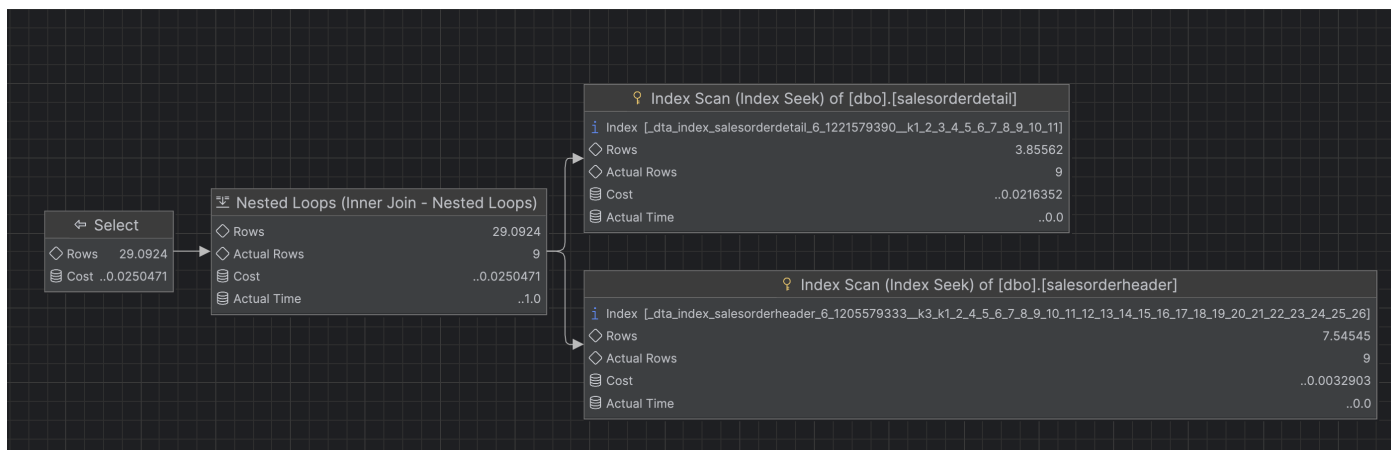 Select
Rows 29.0924
Cost ..0.0250471
Nested Loops (Inner Join - Nested Loops)
Rows 29.0924
Actual Rows 9
Cost ..0.0250471
Actual Time ..1.0
Index Scan (Index Seek) of [dbo].[salesorderdetail]
i Index [_dta_index_salesorderdetail_6_1221579390__k1_2_3_4_5_6_7_8_9_10_11]
Rows 3.85562
Actual Rows 9
Cost ..0.0216352
Actual Time ..0.0
Index Scan (Index Seek) of [dbo].[salesorderheader]
i Index [_dta_index_salesorderheader_6_1205579333__k3_k1_2_4_5_6_7_8_9_10_11_12_13_14_15_16_17_18_19_20_21_22_23_24_25_26]
Rows 7.54545
Actual Rows 9
Cost ..0.0032903
Actual Time ..0.0